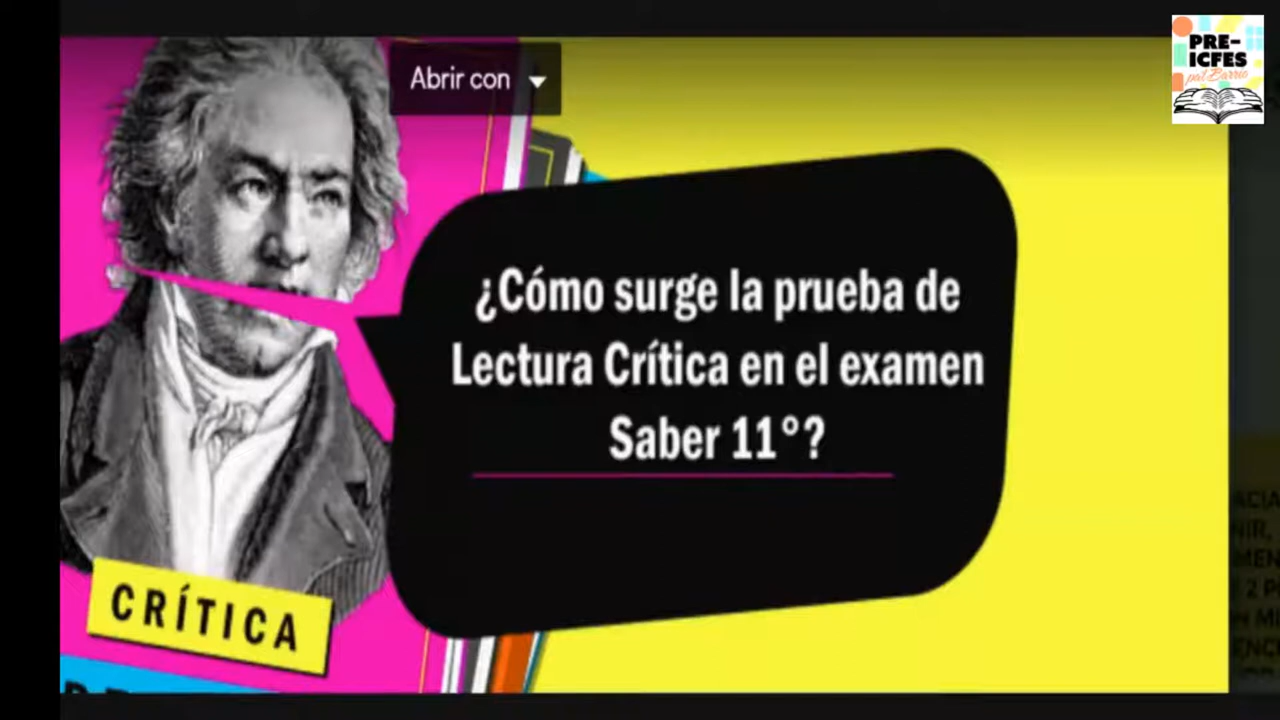 PRE-
ICFES
pal Barrio
Abrir con
¿Cómo surge la prueba de
Lectura Crítica en el examen
Saber 11°?
CRÍTICA